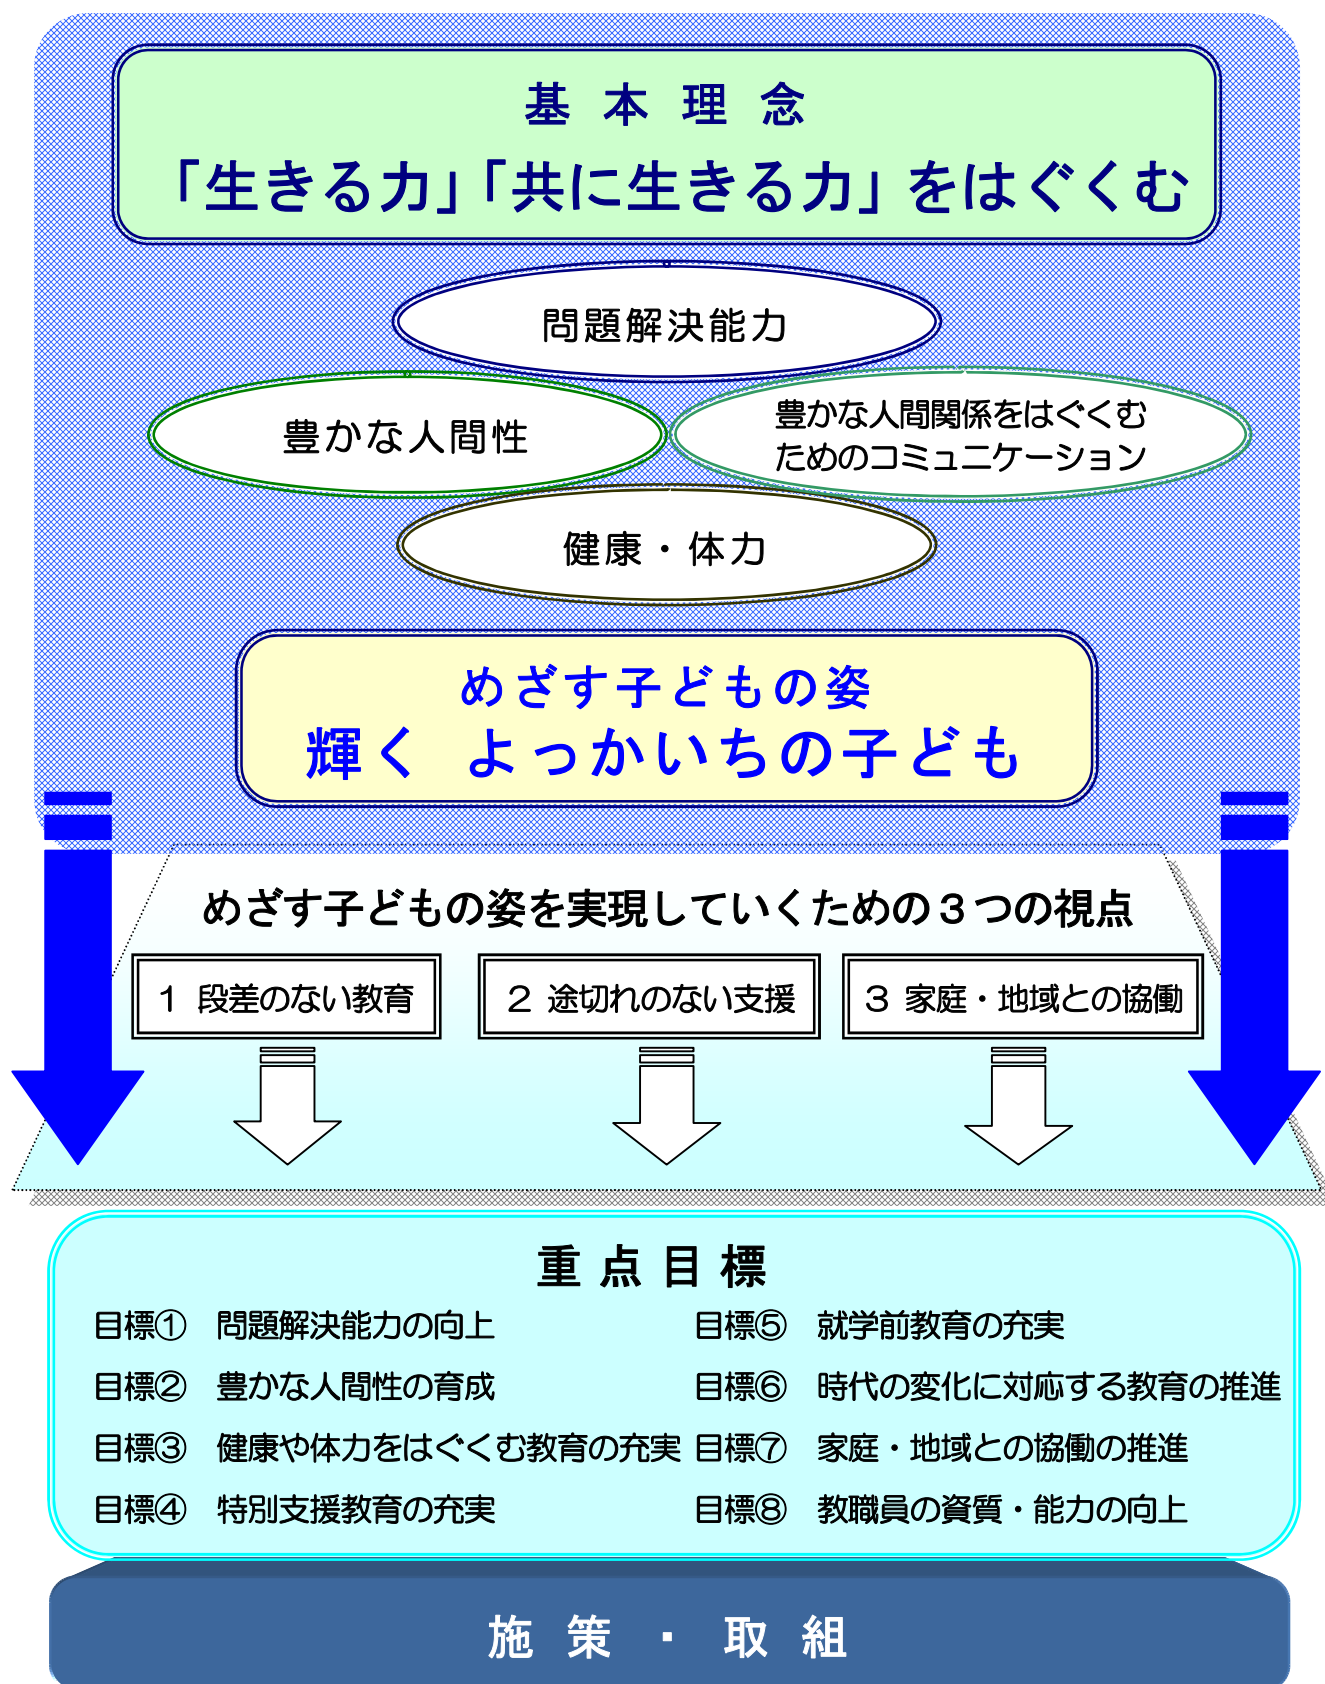 基 本 理 念
「生きる力」「共に生きる力」をはぐくむ
問題解決能力
豊かな人間性
豊かな人間関係をはぐくむ
ためのコミュニケーション
健康・体力
めざす子どもの姿
輝く よっかいちの子ども
めざす子どもの姿を実現していくための３つの視点
１ 段差のない教育
２ 途切れのない支援
３ 家庭・地域との協働
重 点 目 標
目標① 問題解決能力の向上
目標② 豊かな人間性の育成
目標③ 健康や体力をはぐくむ教育の充実
目標④ 特別支援教育の充実
目標⑤ 就学前教育の充実
目標⑥ 時代の変化に対応する教育の推進
目標⑦ 家庭・地域との協働の推進
目標⑧ 教職員の資質・能力の向上
施 策 ・ 取 組